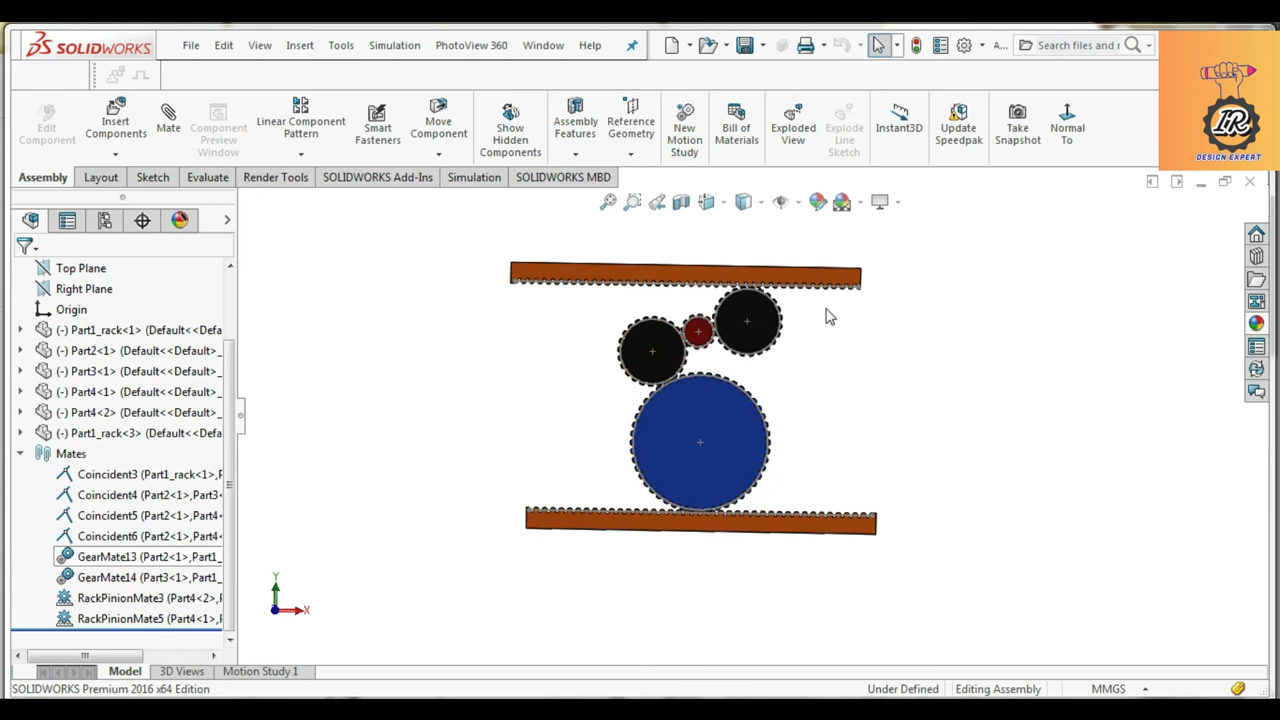 SOLIDWORKS File Edit View Insert Tools Simulation PhotoView 360 Window Help A... Search files and r
Edit Component
Insert Components
Mate
Component Preview Window
Linear Component Pattern
Smart Fasteners
Move Component
Show Hidden Components
Assembly Features
Reference Geometry
New Motion Study
Bill of Materials
Exploded View
Explode Line Sketch
Instant3D
Update Speedpak
Take Snapshot
Normal To
IR
DESIGN EXPERT
Assembly Layout Sketch Evaluate Render Tools SOLIDWORKS Add-Ins Simulation SOLIDWORKS MBD
Top Plane
Right Plane
Origin
(-) Part1_rack<1> (Default<<Defa
(-) Part2<1> (Default<<Default>_
(-) Part3<1> (Default<<Default>_
(-) Part4<1> (Default<<Default>_
(-) Part4<2> (Default<<Default>_
(-) Part1_rack<3> (Default<<Defa
Mates
Coincident3 (Part1_rack<1>,P
Coincident4 (Part2<1>,Part3<
Coincident5 (Part2<1>,Part4<
Coincident6 (Part2<1>,Part4<
GearMate13 (Part2<1>,Part1_
GearMate14 (Part3<1>,Part1_
RackPinionMate3 (Part4<2>,F
RackPinionMate5 (Part4<1>,F
Y
X
Model 3D Views Motion Study 1
SOLIDWORKS Premium 2016 x64 Edition Under Defined Editing Assembly MMGS